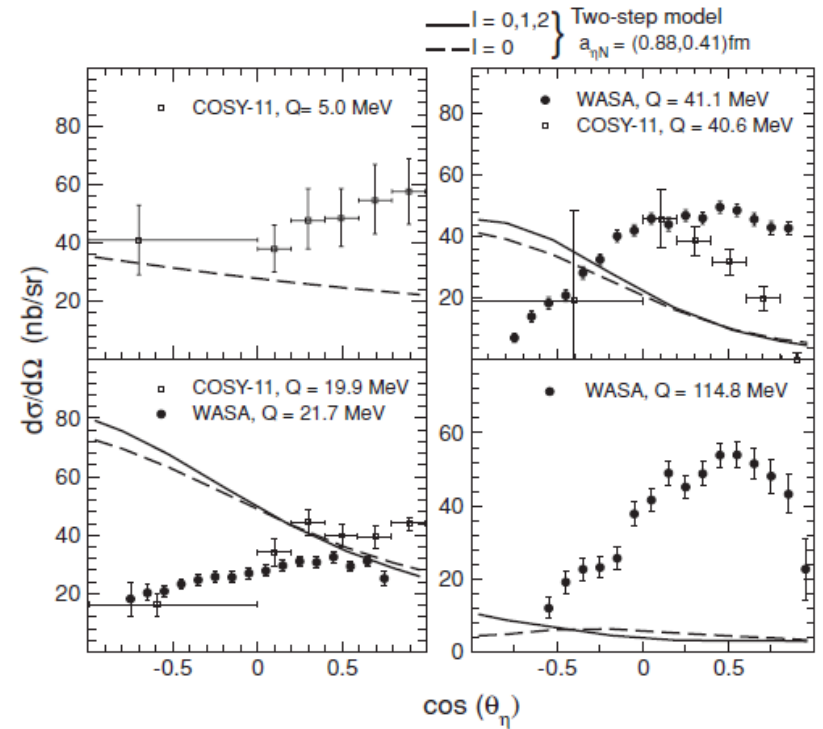 l = 0,1,2 } Two-step model
l = 0 a_ηN = (0.88,0.41)fm
COSY-11, Q= 5.0 MeV
80
60
40
20
WASA, Q = 41.1 MeV
COSY-11, Q = 40.6 MeV
80
60
40
20
COSY-11, Q = 19.9 MeV
WASA, Q = 21.7 MeV
80
60
40
20
0
WASA, Q = 114.8 MeV
60
40
20
0
-0.5 0 0.5
-0.5 0 0.5
dσ/dΩ (nb/sr)
cos (θ_η)